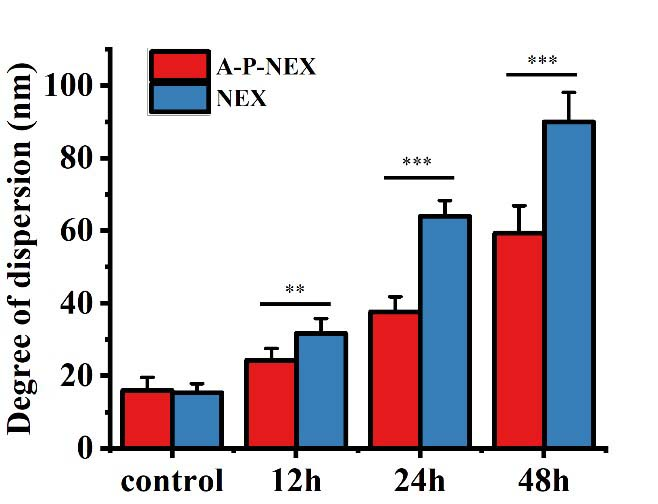 A-P-NEX
NEX
Degree of dispersion (nm)
100
80
60
40
20
0
**
***
***
control 12h 24h 48h